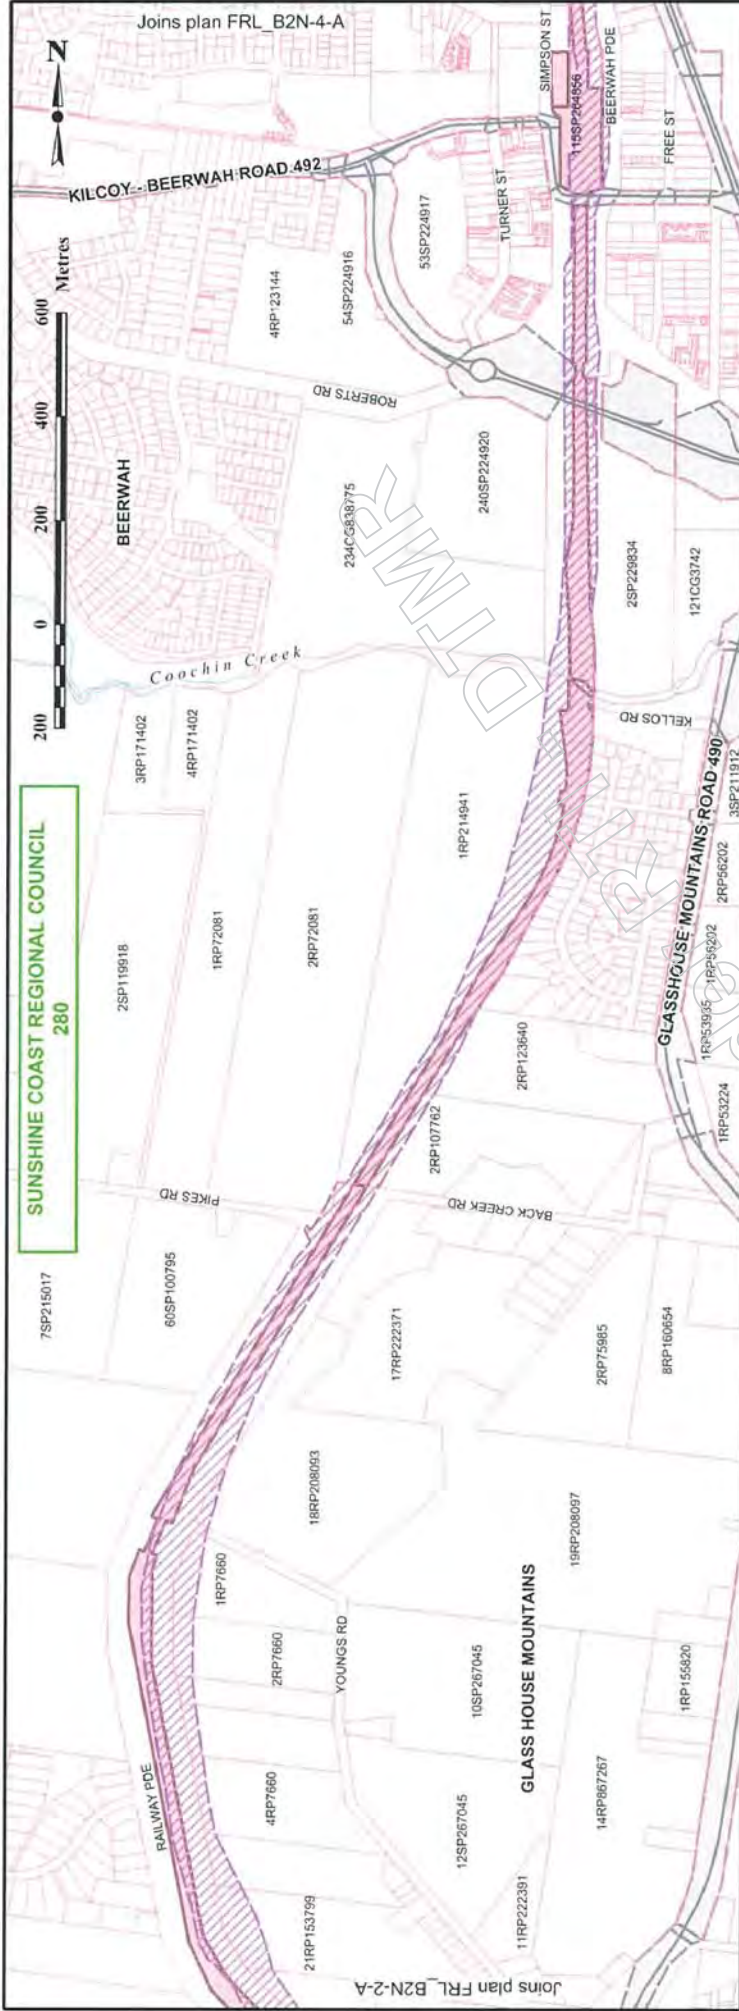 Joins plan FRL_B2N-4-A
N
Metres
200 0 200 400 600
SUNSHINE COAST REGIONAL COUNCIL
280
KILCOY - BEERWAH ROAD 492
SIMPSON ST
115SP264856
BEERWAH PDE
FREE ST
TURNER ST
53SP224917
54SP224916
4RP123144
ROBERTS RD
BEERWAH
240SP224920
234CG838775
2SP229834
121CG3742
Coochin Creek
KELLOS RD
3RP171402
4RP171402
1RP214941
2SP119918
1RP72081
2RP72081
GLASSHOUSE MOUNTAINS ROAD 490
3SP211912
2RP56202
1RP56202
1RP53935
1RP53224
2RP123640
2RP107762
PIKES RD
BACK CREEK RD
7SP215017
60SP100795
17RP222371
2RP75985
8RP160654
18RP208093
19RP208097
1RP7660
2RP7660
YOUNGS RD
10SP267045
GLASS HOUSE MOUNTAINS
1RP155820
RAILWAY PDE
4RP7660
12SP267045
14RP867267
21RP153799
11RP222391
Joins plan FRL_B2N-2-A
DTMR
RTI